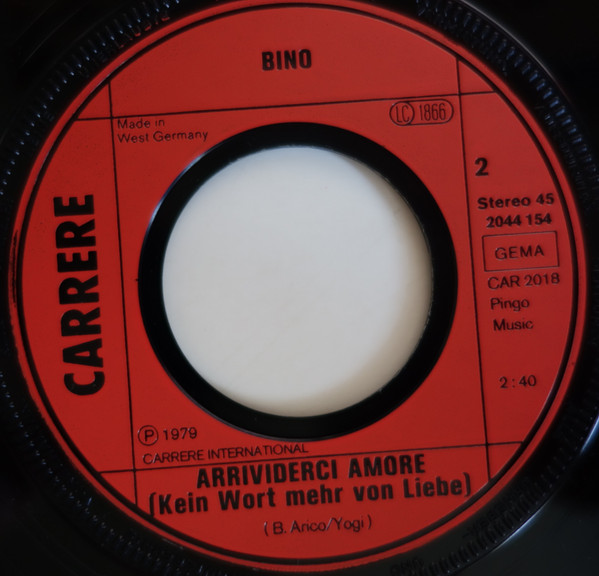 BINO
LC 1866
Made in
West Germany
2
CARRERE
Stereo 45
2044 154
GEMA
CAR 2018
Pingo
Music
2:40
Ⓟ 1979
CARRERE INTERNATIONAL
ARRIVIDERCI AMORE
(Kein Wort mehr von Liebe)
(B. Arico/Yogi)